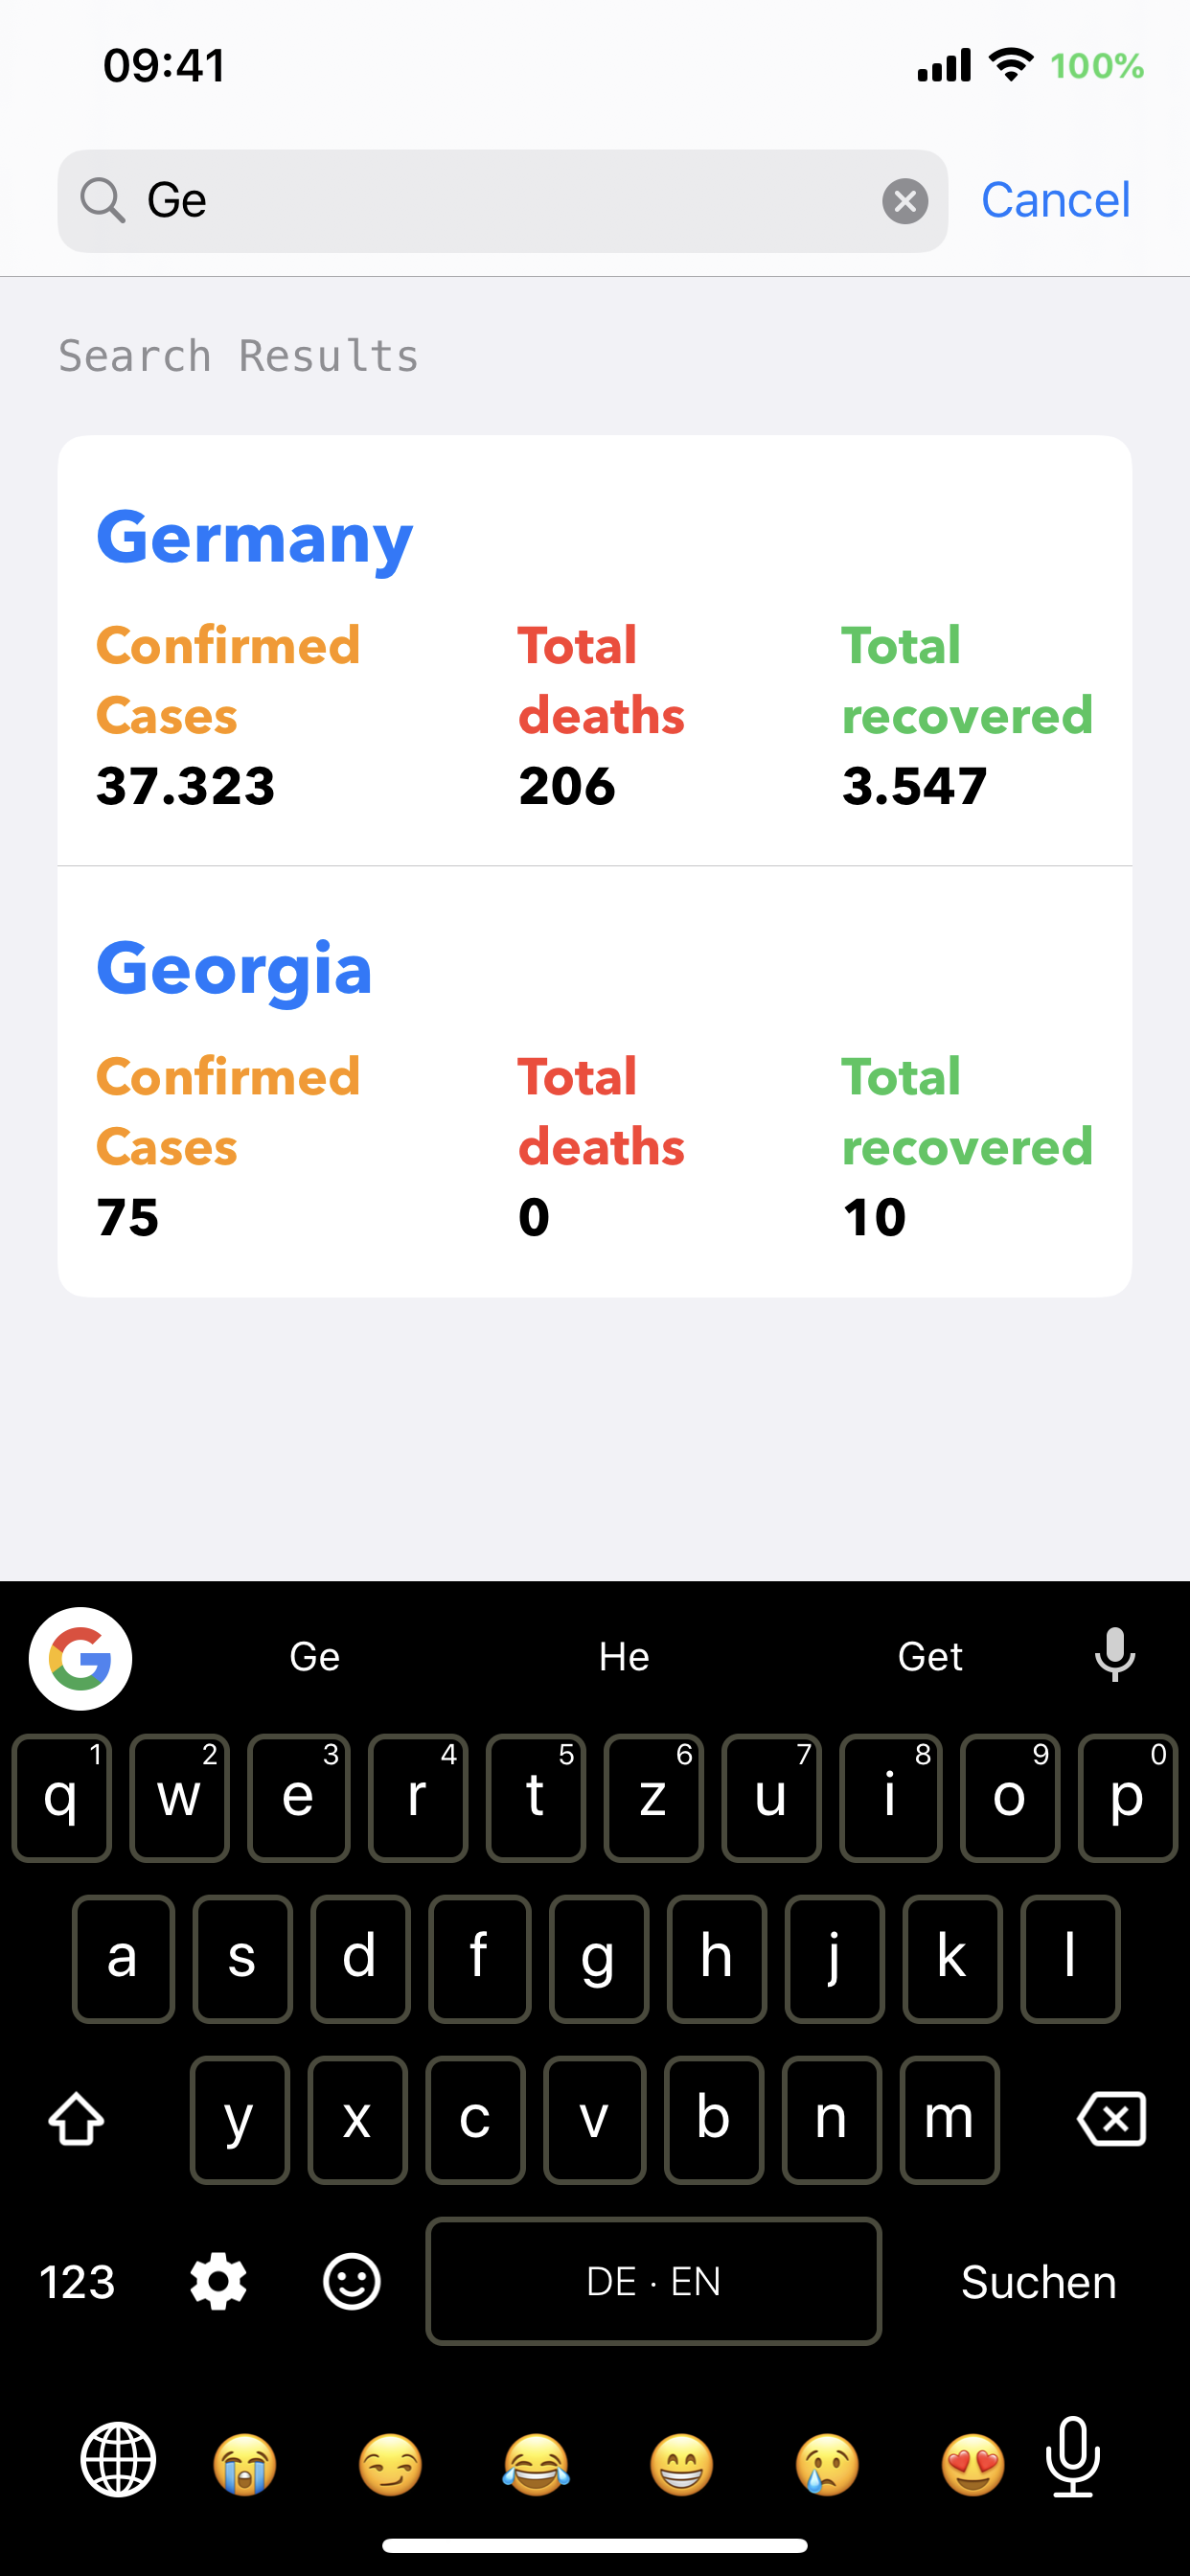 09:41 100%
Ge Cancel
Search Results
Germany
Confirmed Total Total
Cases deaths recovered
37.323 206 3.547
Georgia
Confirmed Total Total
Cases deaths recovered
75 0 10
G Ge He Get
q 1 w 2 e 3 r 4 t 5 z 6 u 7 i 8 o 9 p 0
a s d f g h j k l
y x c v b n m
123 DE · EN Suchen